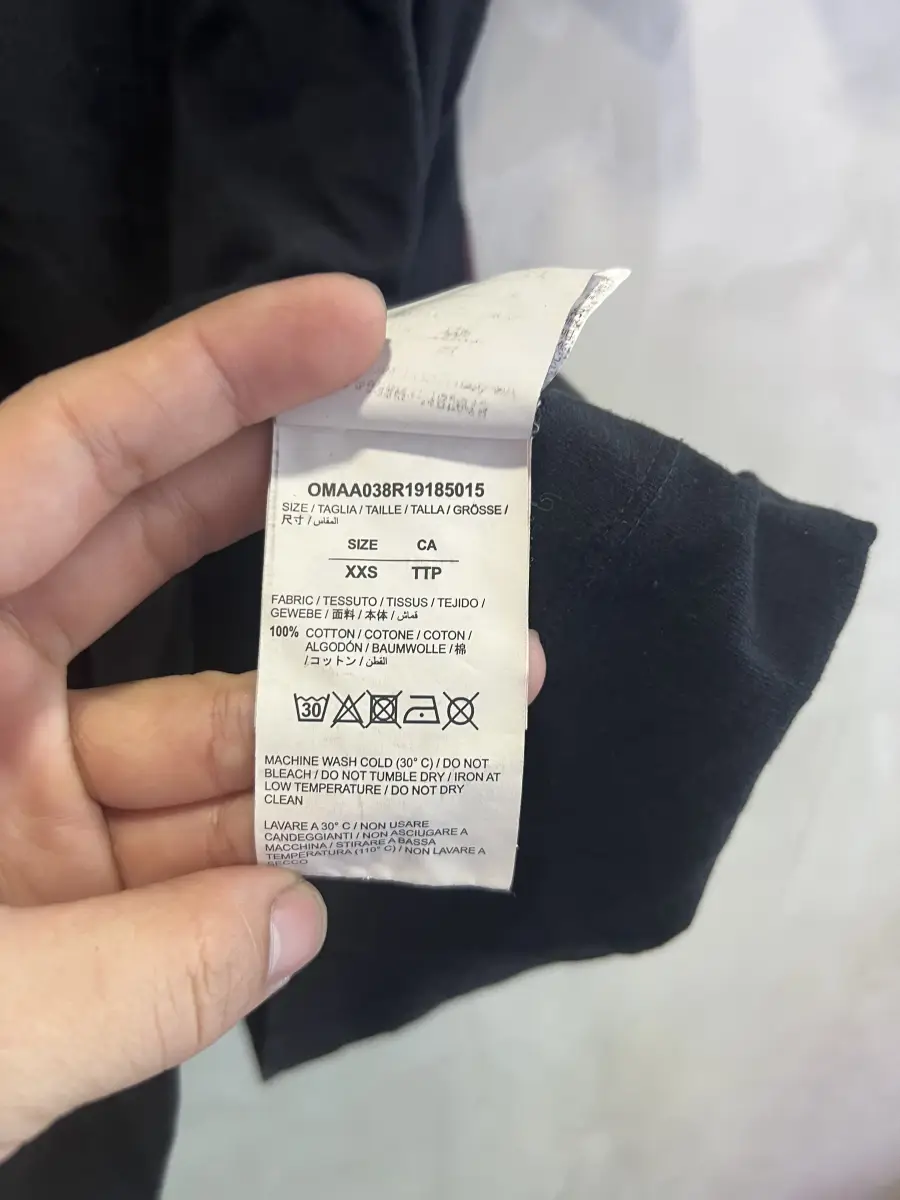 OMAA038R19185015
SIZE / TAGLIA / TAILLE / TALLA / GRÖSSE /
尺寸 / المقاس
SIZE CA
XXS TTP
FABRIC / TESSUTO / TISSUS / TEJIDO /
GEWEBE / 面料 / 本体 / قماش
100% COTTON / COTONE / COTON /
ALGODÓN / BAUMWOLLE / 棉
/ コットン / القطن
30
MACHINE WASH COLD (30° C) / DO NOT
BLEACH / DO NOT TUMBLE DRY / IRON AT
LOW TEMPERATURE / DO NOT DRY
CLEAN
LAVARE A 30° C / NON USARE
CANDEGGIANTI / NON ASCIUGARE A
MACCHINA / STIRARE A BASSA
TEMPERATURA (110° C) / NON LAVARE A
SECCO